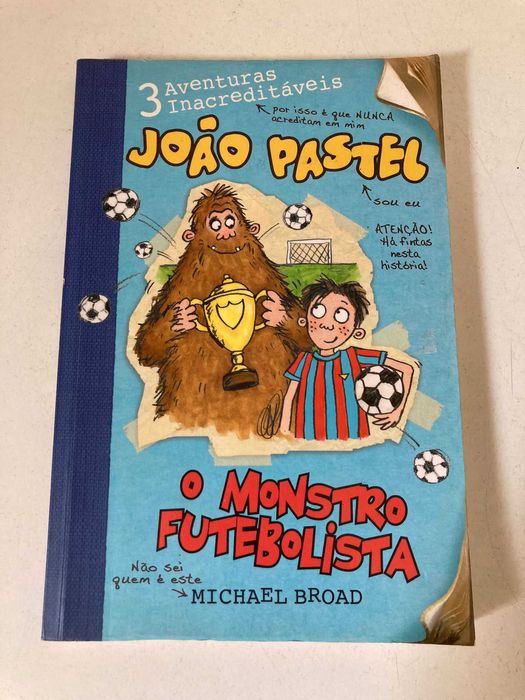 3 Aventuras
Inacreditáveis
por isso é que NUNCA
acreditam em mim
JOÃO PASTEL
sou eu
ATENÇÃO!
Há fintas
nesta
história!
O MONSTRO
FUTEBOLISTA
Não sei
quem é este
MICHAEL BROAD